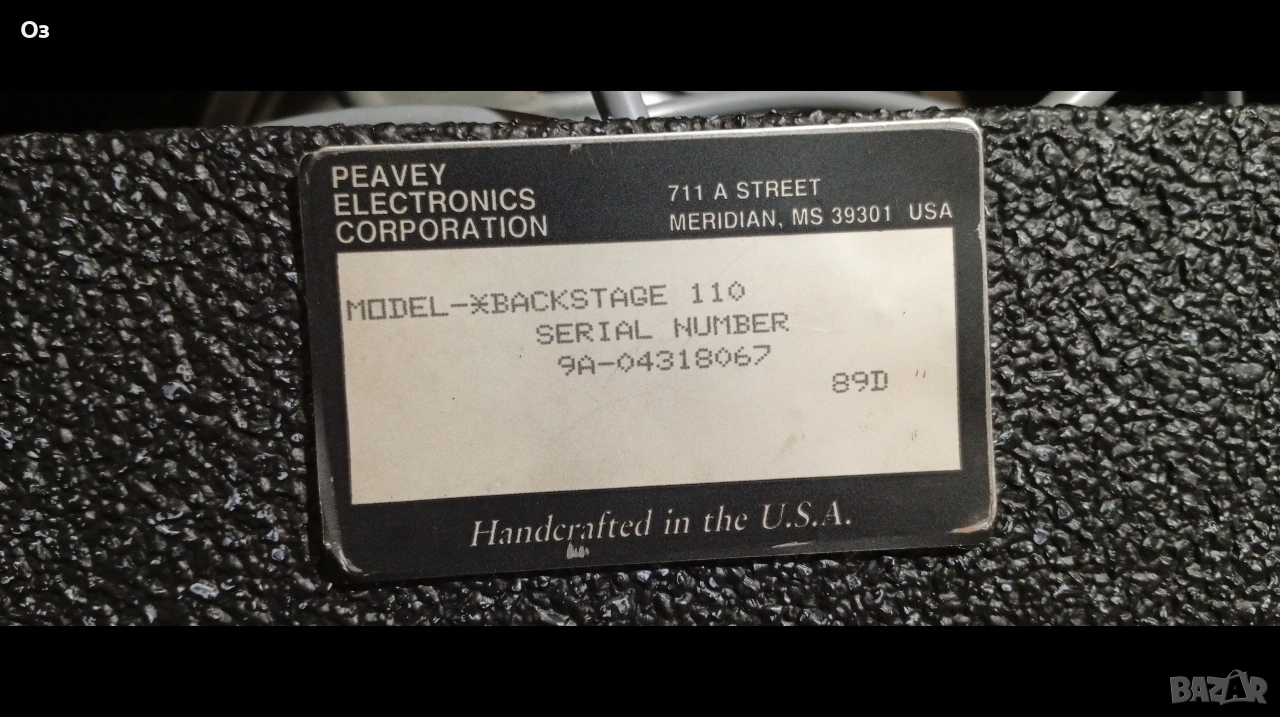 Оз
PEAVEY
ELECTRONICS
CORPORATION
711 A STREET
MERIDIAN, MS 39301 USA
MODEL-*BACKSTAGE 110
SERIAL NUMBER
9A-04318067
89D
Handcrafted in the U.S.A.
BAZAR